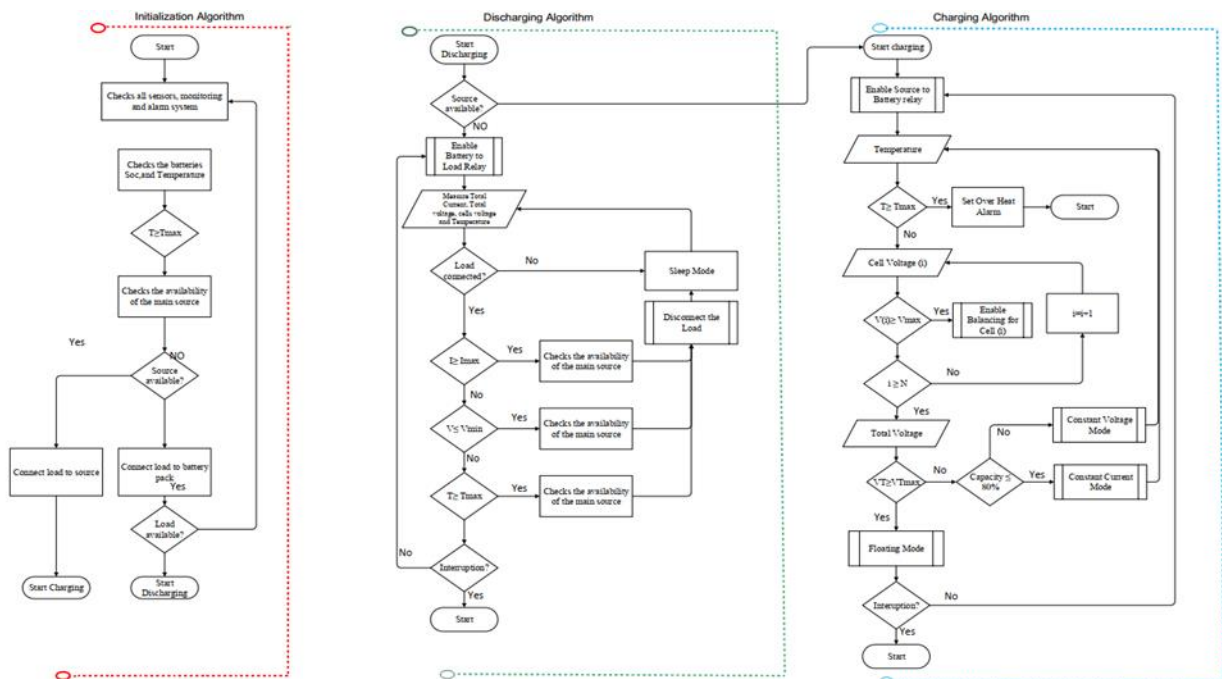 Initialization Algorithm
Start
Checks all sensors, monitoring
and alarm system
Checks the batteries
Soc,and Temperature
T≥Tmax
Checks the availability
of the main source
Yes
NO
Source
available?
Connect load to source
Connect load to battery
pack
Yes
Load
available?
Start Charging
Start
Discharging
Discharging Algorithm
Start
Discharging
Source
available?
NO
Enable
Battery to
Load Relay
Measure Total
Current, Total
voltage, cells voltage
and Temperature
Load
connected?
No
Sleep Mode
Disconnect the
Load
Yes
I≥ Imax
Yes
Checks the availability
of the main source
No
V≤ Vmin
Yes
Checks the availability
of the main source
No
T≥ Tmax
Yes
Checks the availability
of the main source
No
Interruption?
Yes
Start
Charging Algorithm
Start charging
Enable Source to
Battery relay
Temperature
T≥ Tmax
Yes
Set Over Heat
Alarm
Start
No
Cell Voltage (i)
V(i)≥ Vmax
Yes
Enable
Balancing for
Cell (i)
i=i+1
i ≥ N
No
Yes
Total Voltage
No
Constant Voltage
Mode
VT≥VTmax
No
Capacity ≤
80%
Yes
Constant Current
Mode
Yes
Floating Mode
Interuption?
No
Yes
Start